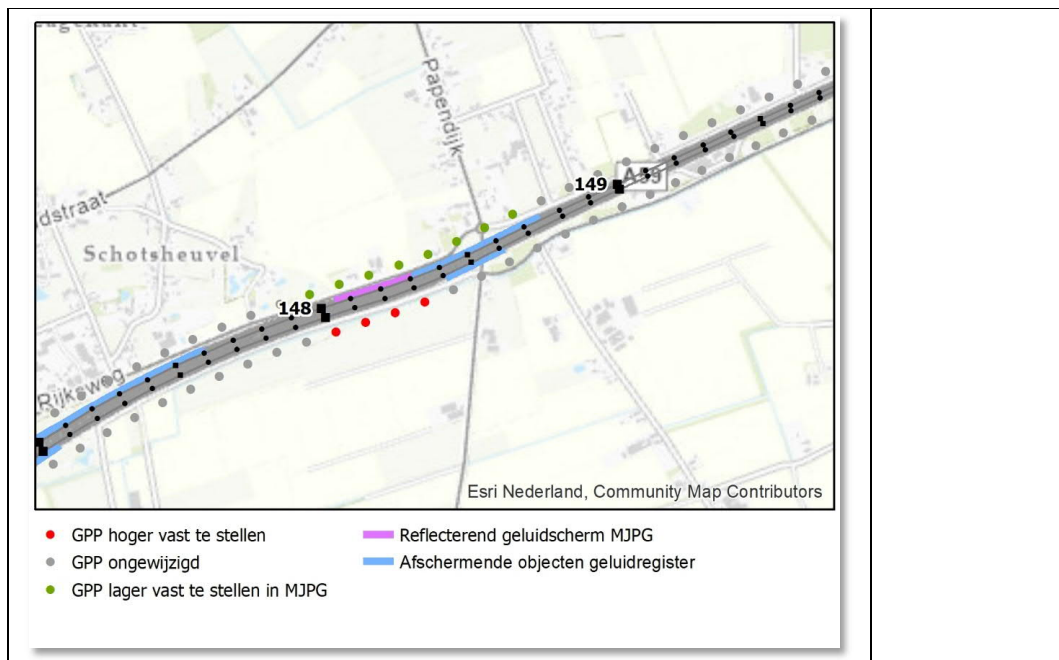 Papendijk
A59
149
dstraat
Schotsheuvel
148
Rijksweg
Esri Nederland, Community Map Contributors
GPP hoger vast te stellen
Reflecterend geluidscherm MJPG
GPP ongewijzigd
Afschermende objecten geluidregister
GPP lager vast te stellen in MJPG